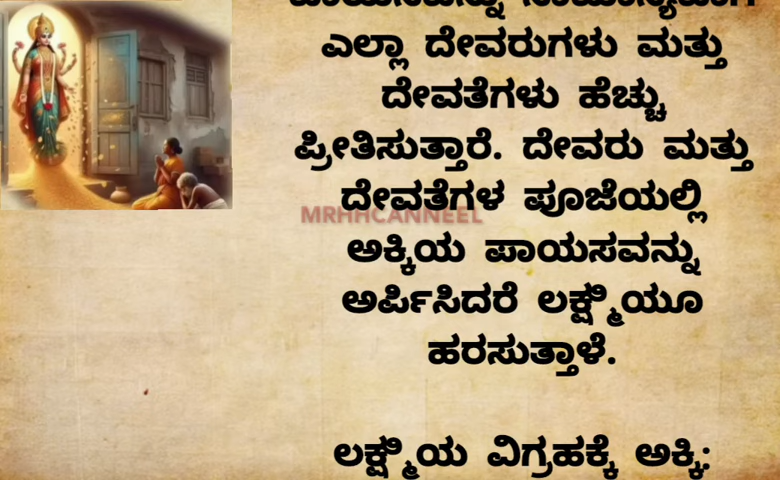 ಎಲ್ಲಾ ದೇವರುಗಳು ಮತ್ತು
ದೇವತೆಗಳು ಹೆಚ್ಚು
ಪ್ರೀತಿಸುತ್ತಾರೆ. ದೇವರು ಮತ್ತು
ದೇವತೆಗಳ ಪೂಜೆಯಲ್ಲಿ
MRHHCANNEEL
ಅಕ್ಕಿಯ ಪಾಯಸವನ್ನು
ಅರ್ಪಿಸಿದರೆ ಲಕ್ಷ್ಮಿಯೂ
ಹರಸುತ್ತಾಳೆ.
ಲಕ್ಷ್ಮಿಯ ವಿಗ್ರಹಕ್ಕೆ ಅಕ್ಕಿ: